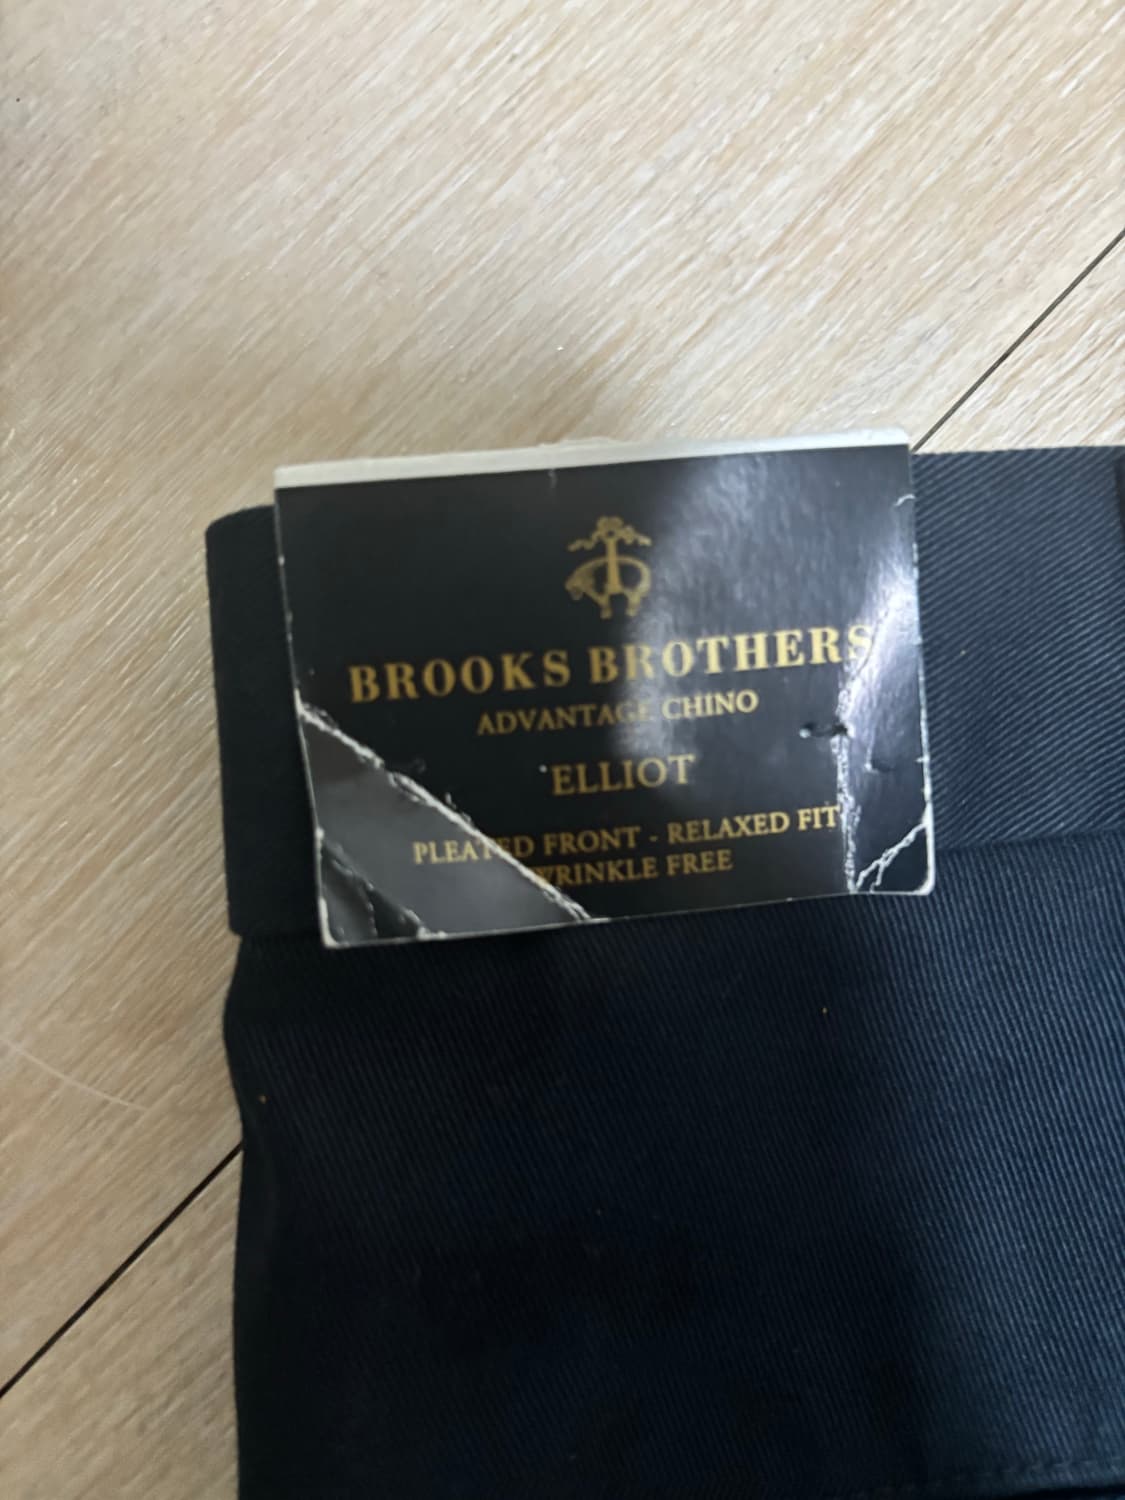 BROOKS BROTHERS
ADVANTAGE CHINO
ELLIOT
PLEATED FRONT - RELAXED FIT
WRINKLE FREE